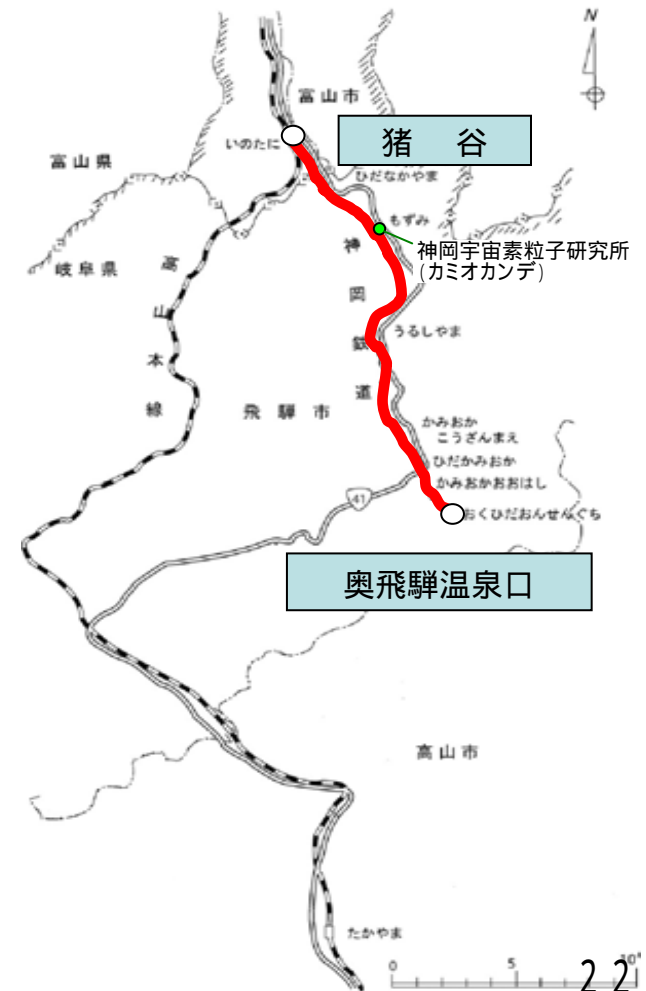 N
富山市
いのたに
猪 谷
富山県
ひだなかやま
もずみ
神岡宇宙素粒子研究所
(カミオカンデ)
岐阜県
高山本線
神岡鉄道
うるしやま
飛騨市
かみおか
こうざんまえ
ひだかみおか
かみおかおおはし
41
おくひだおんせんぐち
奥飛騨温泉口
高山市
たかやま
0 5
22